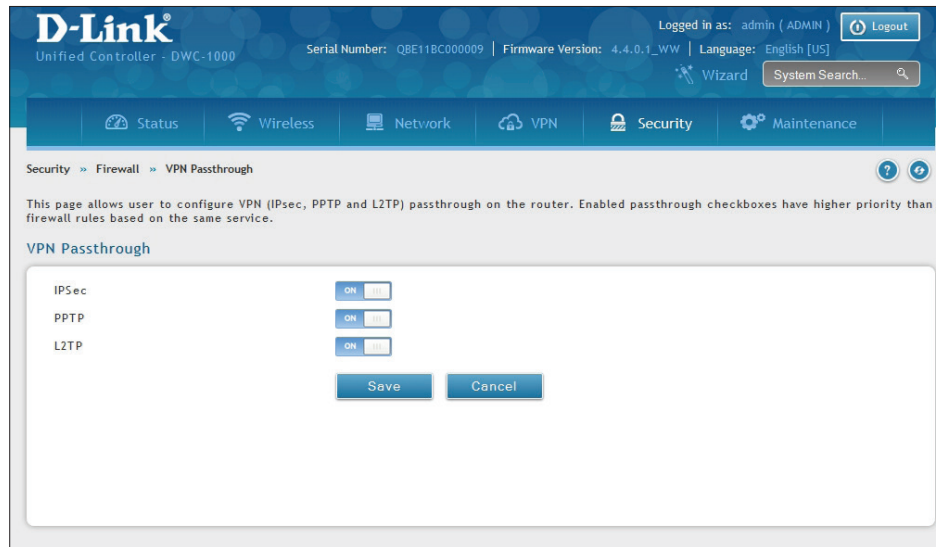 D-Link®
Unified Controller - DWC-1000
Logged in as: admin ( ADMIN ) Logout
Serial Number: QBE11BC000009 | Firmware Version: 4.4.0.1_WW | Language: English [US]
Wizard System Search...
Status Wireless Network VPN Security Maintenance
Security » Firewall » VPN Passthrough ?
This page allows user to configure VPN (IPsec, PPTP and L2TP) passthrough on the router. Enabled passthrough checkboxes have higher priority than
firewall rules based on the same service.
VPN Passthrough
IPSec ON
PPTP ON
L2TP ON
Save Cancel